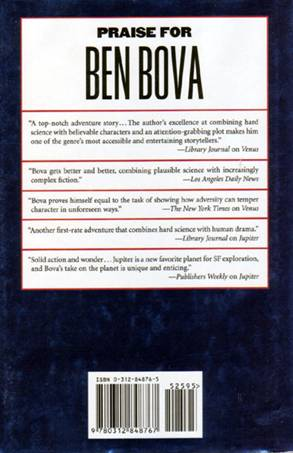 PRAISE FOR
BEN BOVA
"A top-notch adventure story…The author's excellence at combining hard
science with believable characters and an attention-grabbing plot makes him
one of the genre's most accessible and entertaining storytellers."
—Library Journal on Venus
"Bova gets better and better, combining plausible science with increasingly
complex fiction." —Los Angeles Daily News
"Bova proves himself equal to the task of showing how adversity can temper
character in unforeseen ways." —The New York Times on Venus
"Another first-rate adventure that combines hard science with human drama."
—Library Journal on Jupiter
"Solid action and wonder…Jupiter is a new favorite planet for SF exploration,
and Bova's take on the planet is unique and enticing."
—Publishers Weekly on Jupiter
ISBN 0-312-84876-5
52595>
9 780312 848767